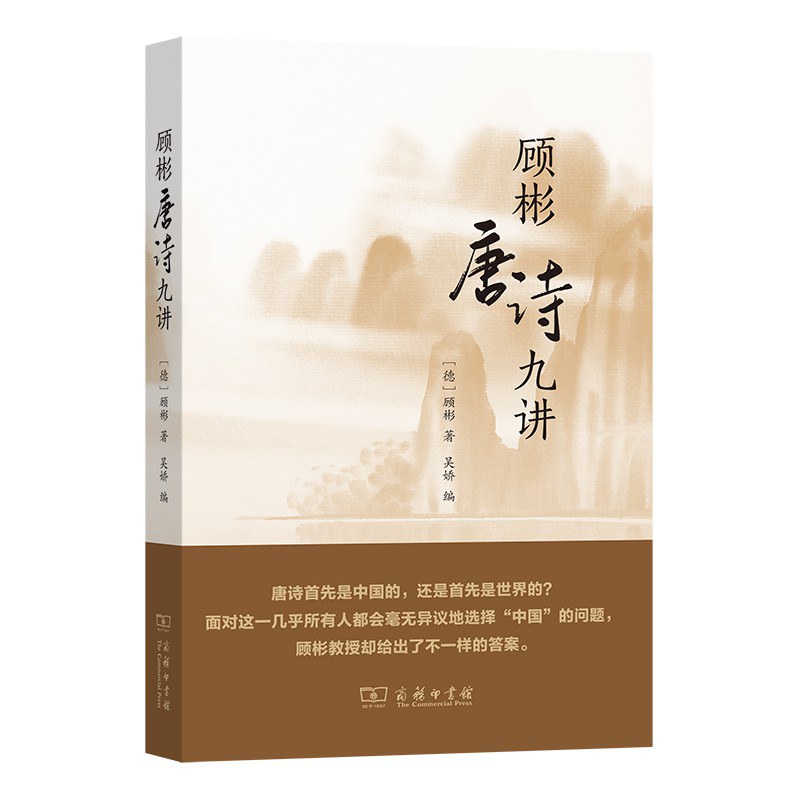 顾彬
唐诗
九讲
[德] 顾彬 著 吴娇 编
唐诗首先是中国的，还是首先是世界的？
面对这一几乎所有人都会毫无异议地选择“中国”的问题，
顾彬教授却给出了不一样的答案。
商务印书馆
The Commercial Press
顾彬
唐诗
九讲
[德] 顾彬 著 吴娇 编
商务印书馆
The Commercial Press